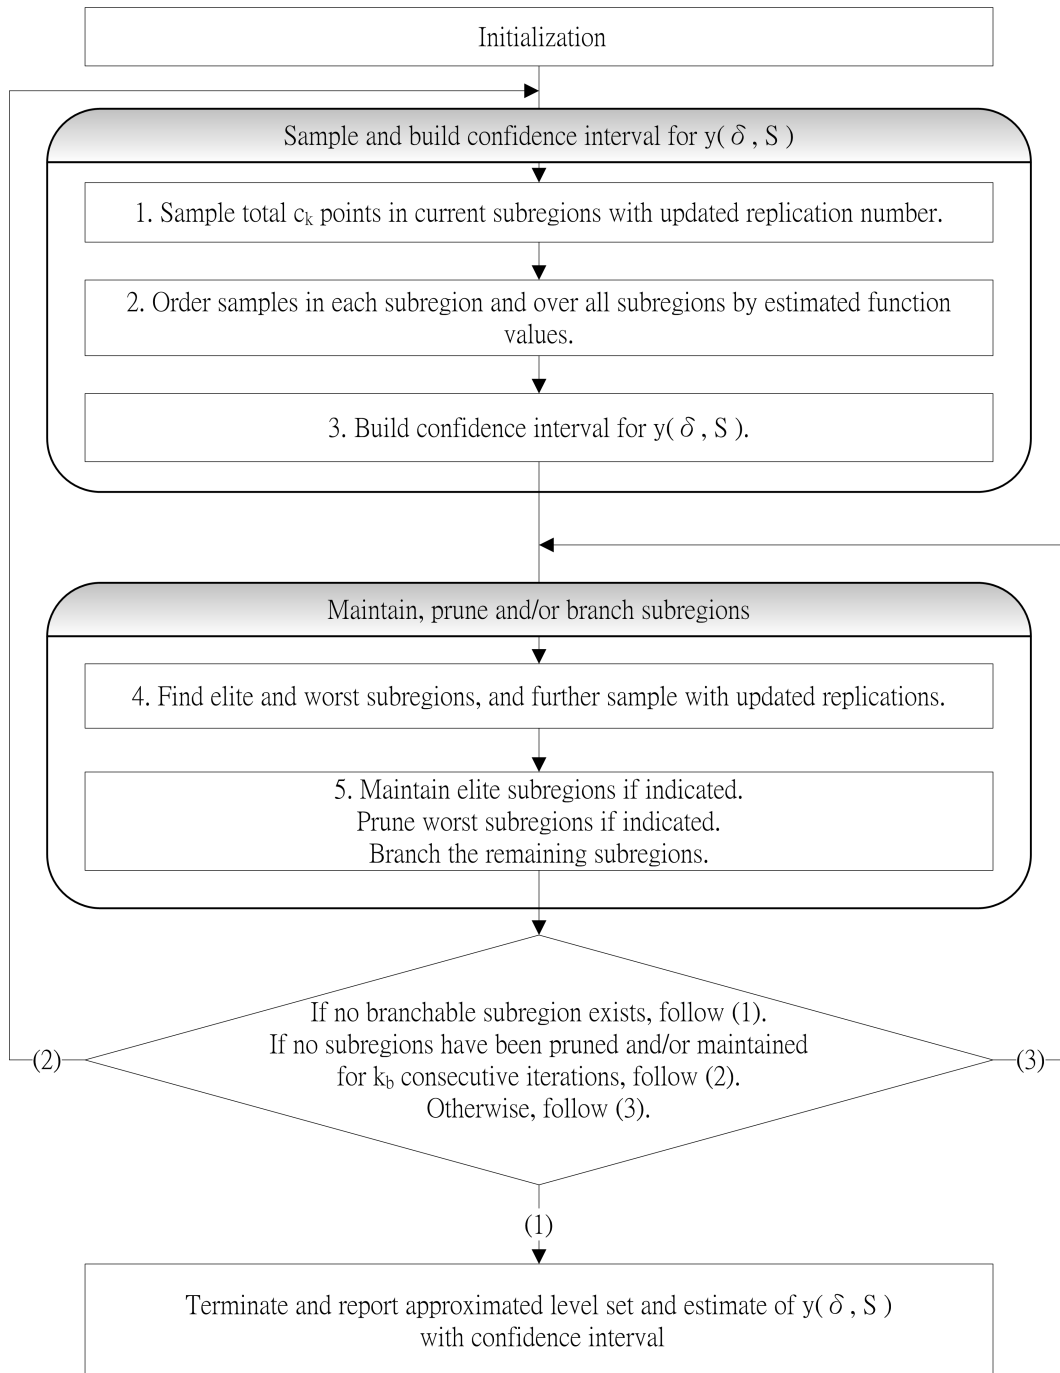 Initialization
Sample and build confidence interval for y( δ , S )
1. Sample total cₖ points in current subregions with updated replication number.
2. Order samples in each subregion and over all subregions by estimated function
values.
3. Build confidence interval for y( δ , S ).
Maintain, prune and/or branch subregions
4. Find elite and worst subregions, and further sample with updated replications.
5. Maintain elite subregions if indicated.
Prune worst subregions if indicated.
Branch the remaining subregions.
If no branchable subregion exists, follow (1).
If no subregions have been pruned and/or maintained
for k_b consecutive iterations, follow (2).
Otherwise, follow (3).
(2)
(3)
(1)
Terminate and report approximated level set and estimate of y( δ , S )
with confidence interval